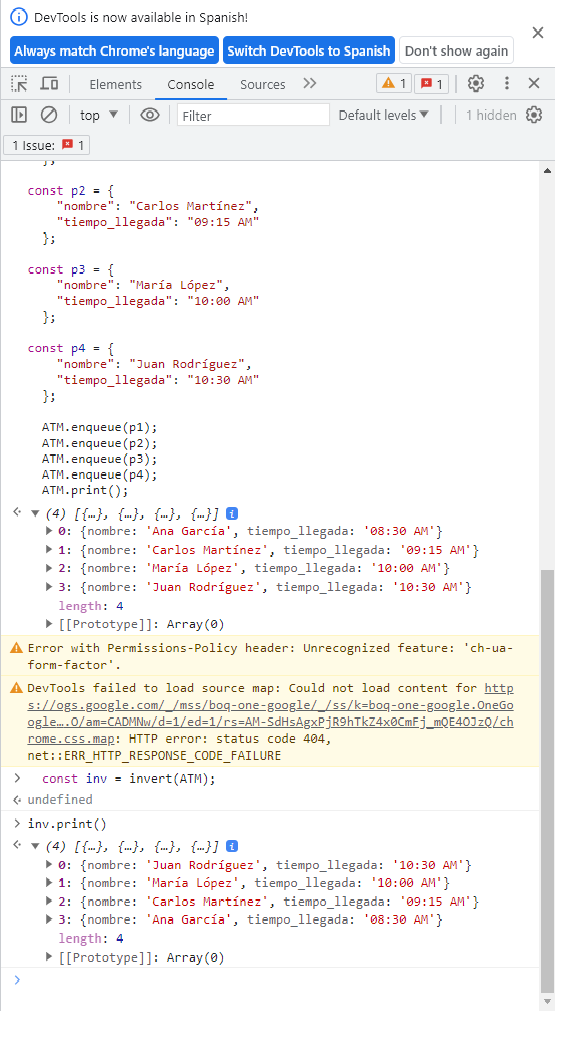 DevTools is now available in Spanish!
Always match Chrome's language Switch DevTools to Spanish Don't show again
Elements Console Sources 1 1
top Filter Default levels 1 hidden
1 Issue: 1
};
const p2 = {
"nombre": "Carlos Martínez",
"tiempo_llegada": "09:15 AM"
};
const p3 = {
"nombre": "María López",
"tiempo_llegada": "10:00 AM"
};
const p4 = {
"nombre": "Juan Rodríguez",
"tiempo_llegada": "10:30 AM"
};
ATM.enqueue(p1);
ATM.enqueue(p2);
ATM.enqueue(p3);
ATM.enqueue(p4);
ATM.print();
(4) [{…}, {…}, {…}, {…}]
0: {nombre: 'Ana García', tiempo_llegada: '08:30 AM'}
1: {nombre: 'Carlos Martínez', tiempo_llegada: '09:15 AM'}
2: {nombre: 'María López', tiempo_llegada: '10:00 AM'}
3: {nombre: 'Juan Rodríguez', tiempo_llegada: '10:30 AM'}
length: 4
[[Prototype]]: Array(0)
Error with Permissions-Policy header: Unrecognized feature: 'ch-ua-
form-factor'.
DevTools failed to load source map: Could not load content for http
s://ogs.google.com/_/mss/boq-one-google/_/ss/k=boq-one-google.OneGo
ogle….O/am=CADMNw/d=1/ed=1/rs=AM-SdHsAgxPjR9hTkZ4x0CmFj_mQE4OJzQ/ch
rome.css.map: HTTP error: status code 404,
net::ERR_HTTP_RESPONSE_CODE_FAILURE
const inv = invert(ATM);
undefined
inv.print()
(4) [{…}, {…}, {…}, {…}]
0: {nombre: 'Juan Rodríguez', tiempo_llegada: '10:30 AM'}
1: {nombre: 'María López', tiempo_llegada: '10:00 AM'}
2: {nombre: 'Carlos Martínez', tiempo_llegada: '09:15 AM'}
3: {nombre: 'Ana García', tiempo_llegada: '08:30 AM'}
length: 4
[[Prototype]]: Array(0)